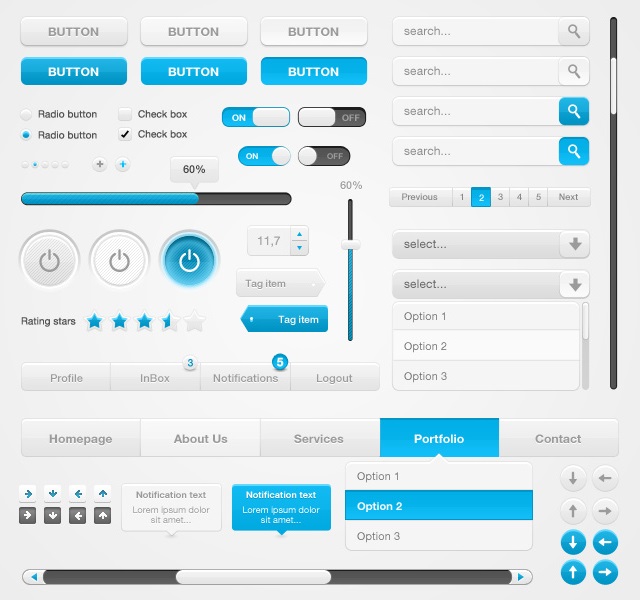 BUTTON BUTTON BUTTON
BUTTON BUTTON BUTTON
Radio button
Radio button
Check box
Check box
ON
OFF
ON
OFF
60%
60%
11,7
Tag item
Tag item
Rating stars
3
5
Profile InBox Notifications Logout
search...
search...
search...
search...
Previous 1 2 3 4 5 Next
select...
select...
Option 1
Option 2
Option 3
Homepage About Us Services Portfolio Contact
Notification text
Lorem ipsum dolor
sit amet...
Notification text
Lorem ipsum dolor
sit amet...
Option 1
Option 2
Option 3